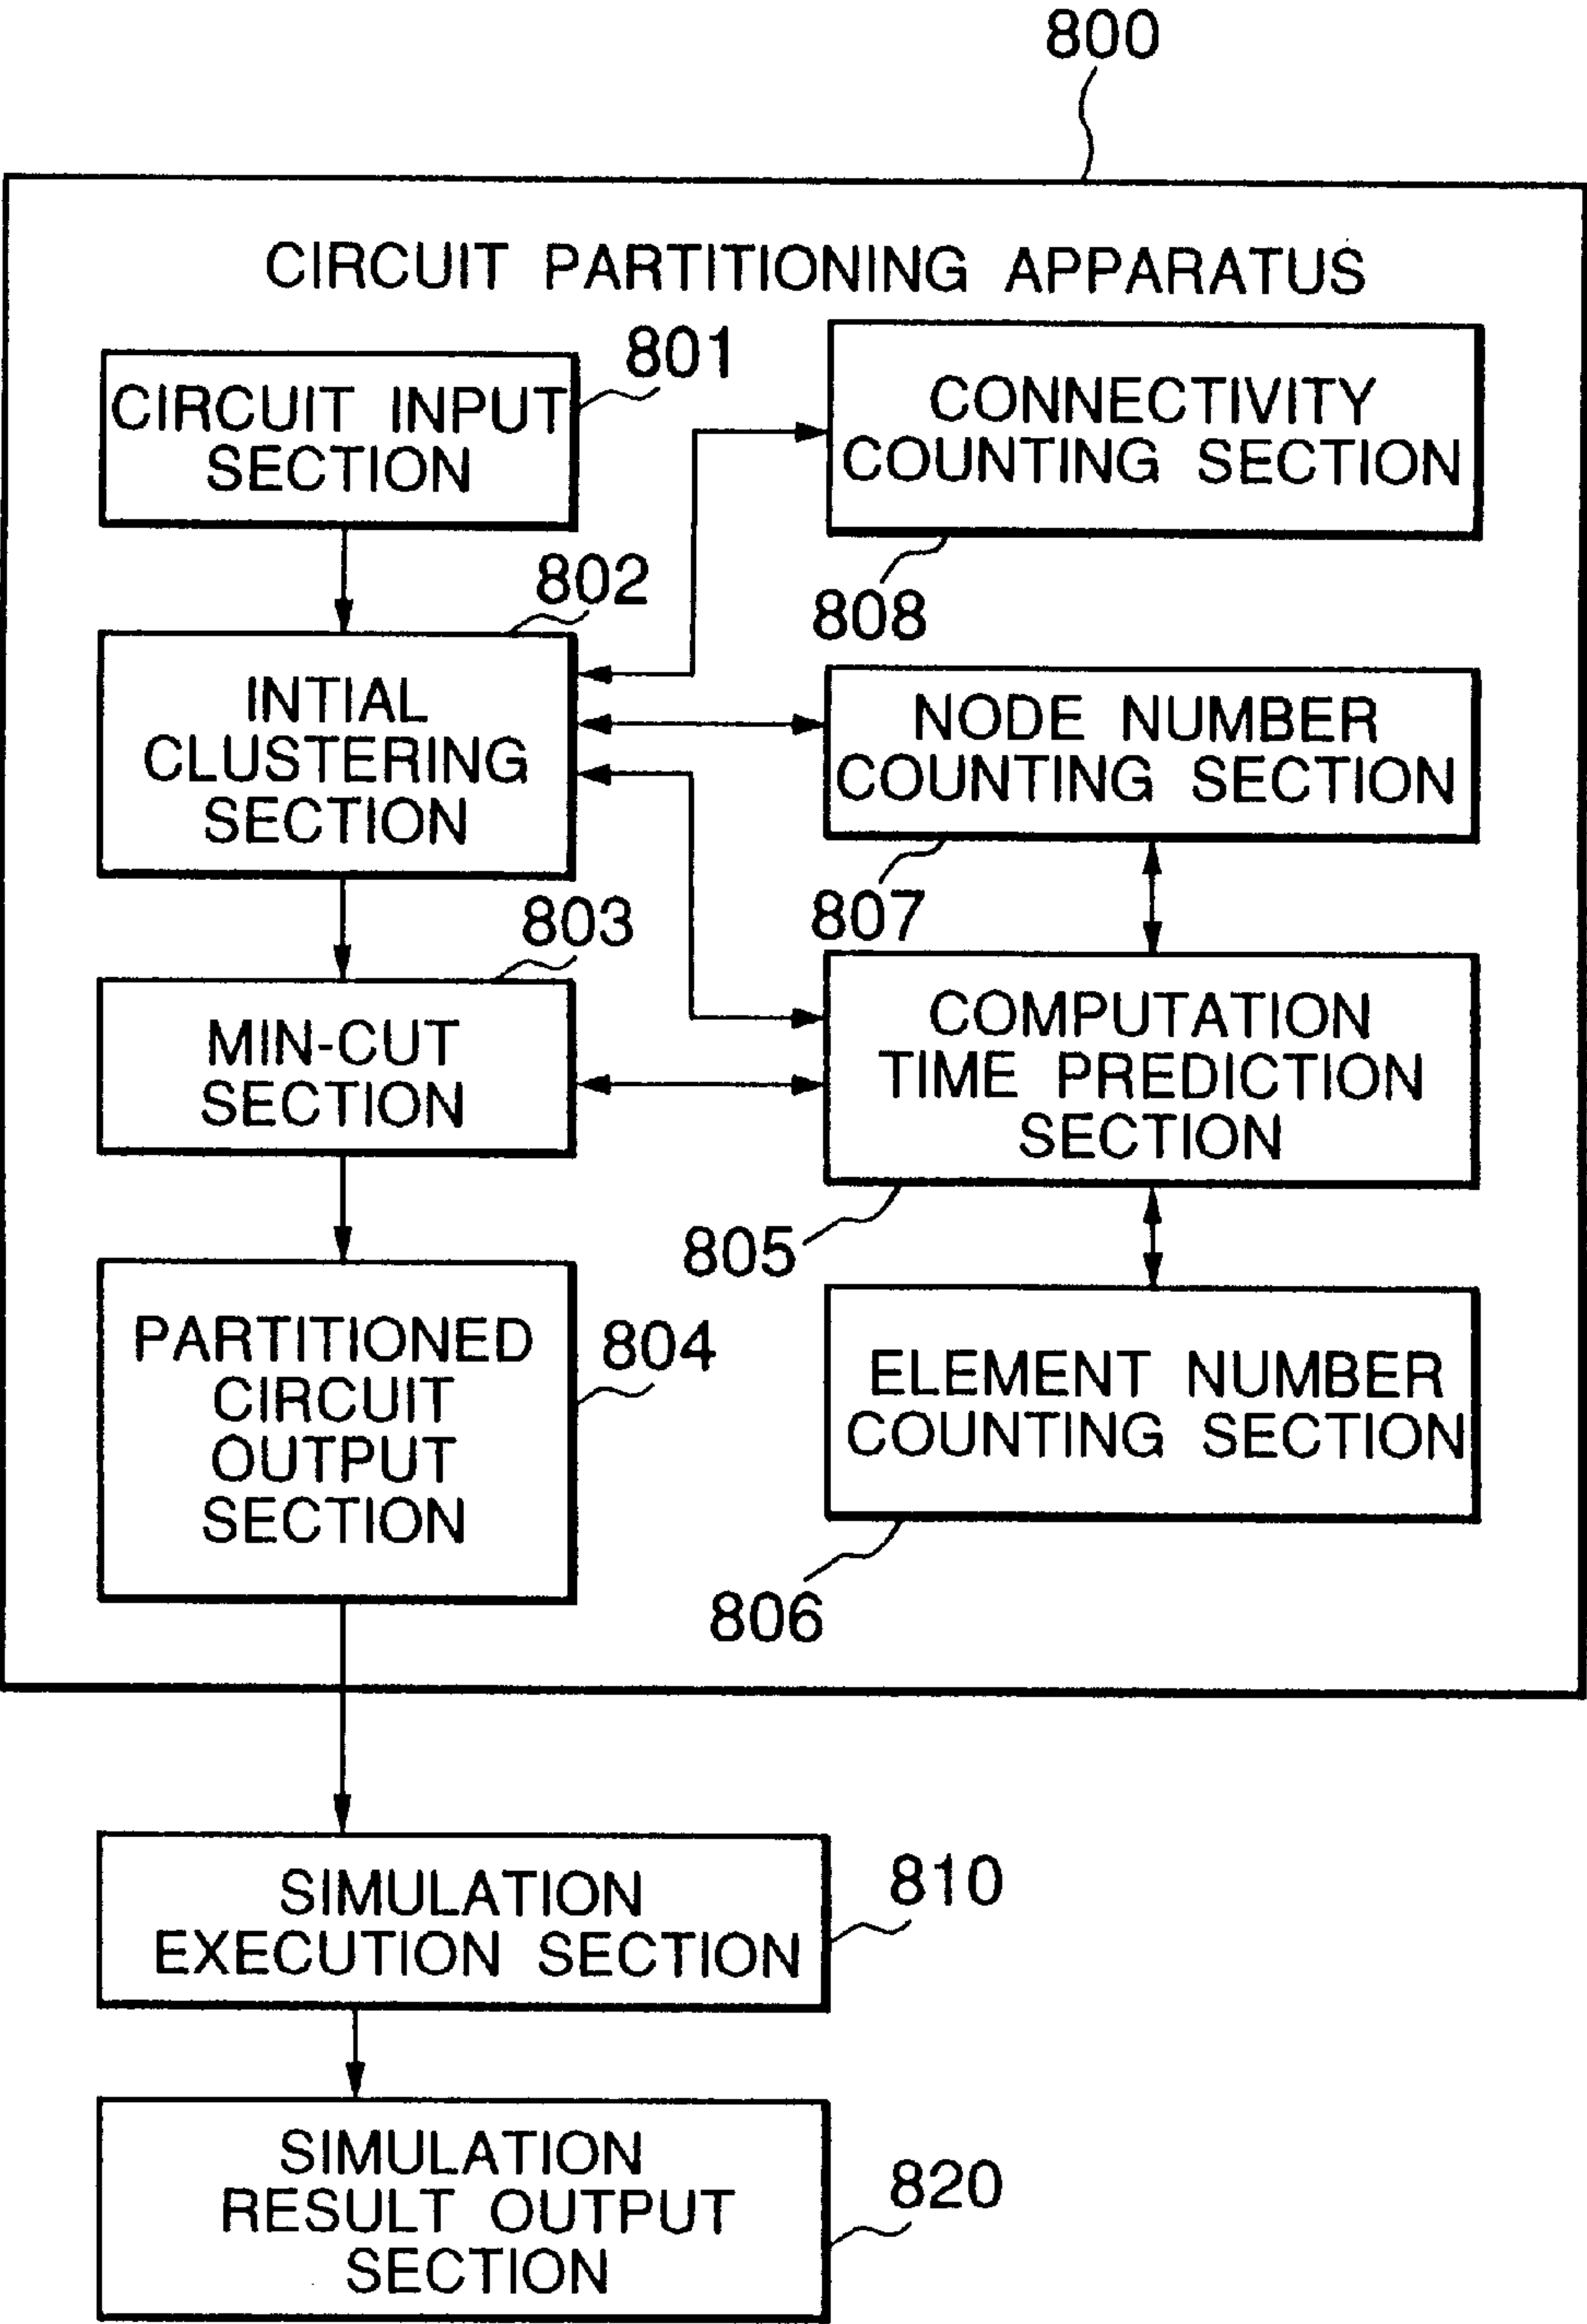 800
CIRCUIT PARTITIONING APPARATUS
801
CIRCUIT INPUT
SECTION
CONNECTIVITY
COUNTING SECTION
808
802
INTIAL
CLUSTERING
SECTION
NODE NUMBER
COUNTING SECTION
807
803
MIN-CUT
SECTION
COMPUTATION
TIME PREDICTION
SECTION
805
PARTITIONED
CIRCUIT
OUTPUT
SECTION
804
ELEMENT NUMBER
COUNTING SECTION
806
SIMULATION
EXECUTION SECTION
810
SIMULATION
RESULT OUTPUT
SECTION
820